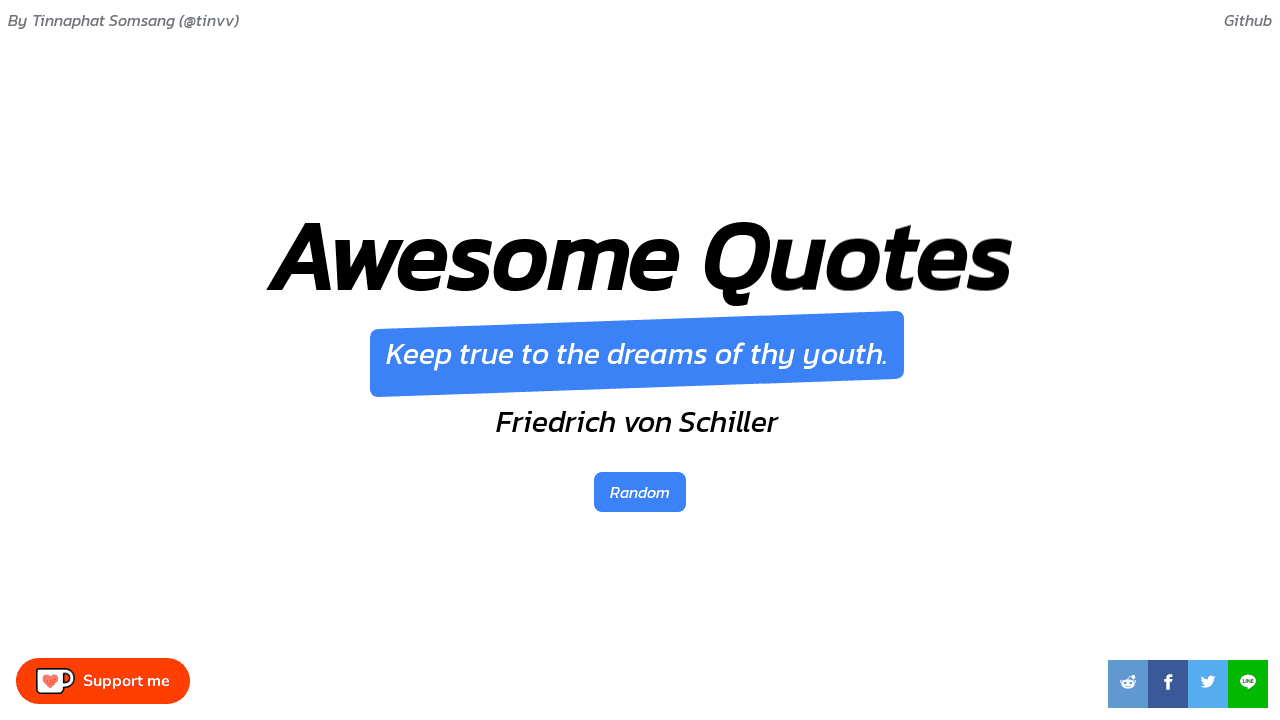 By Tinnaphat Somsang (@tinvv)
Github
Awesome Quotes
Keep true to the dreams of thy youth.
Friedrich von Schiller
Random
Support me
LINE